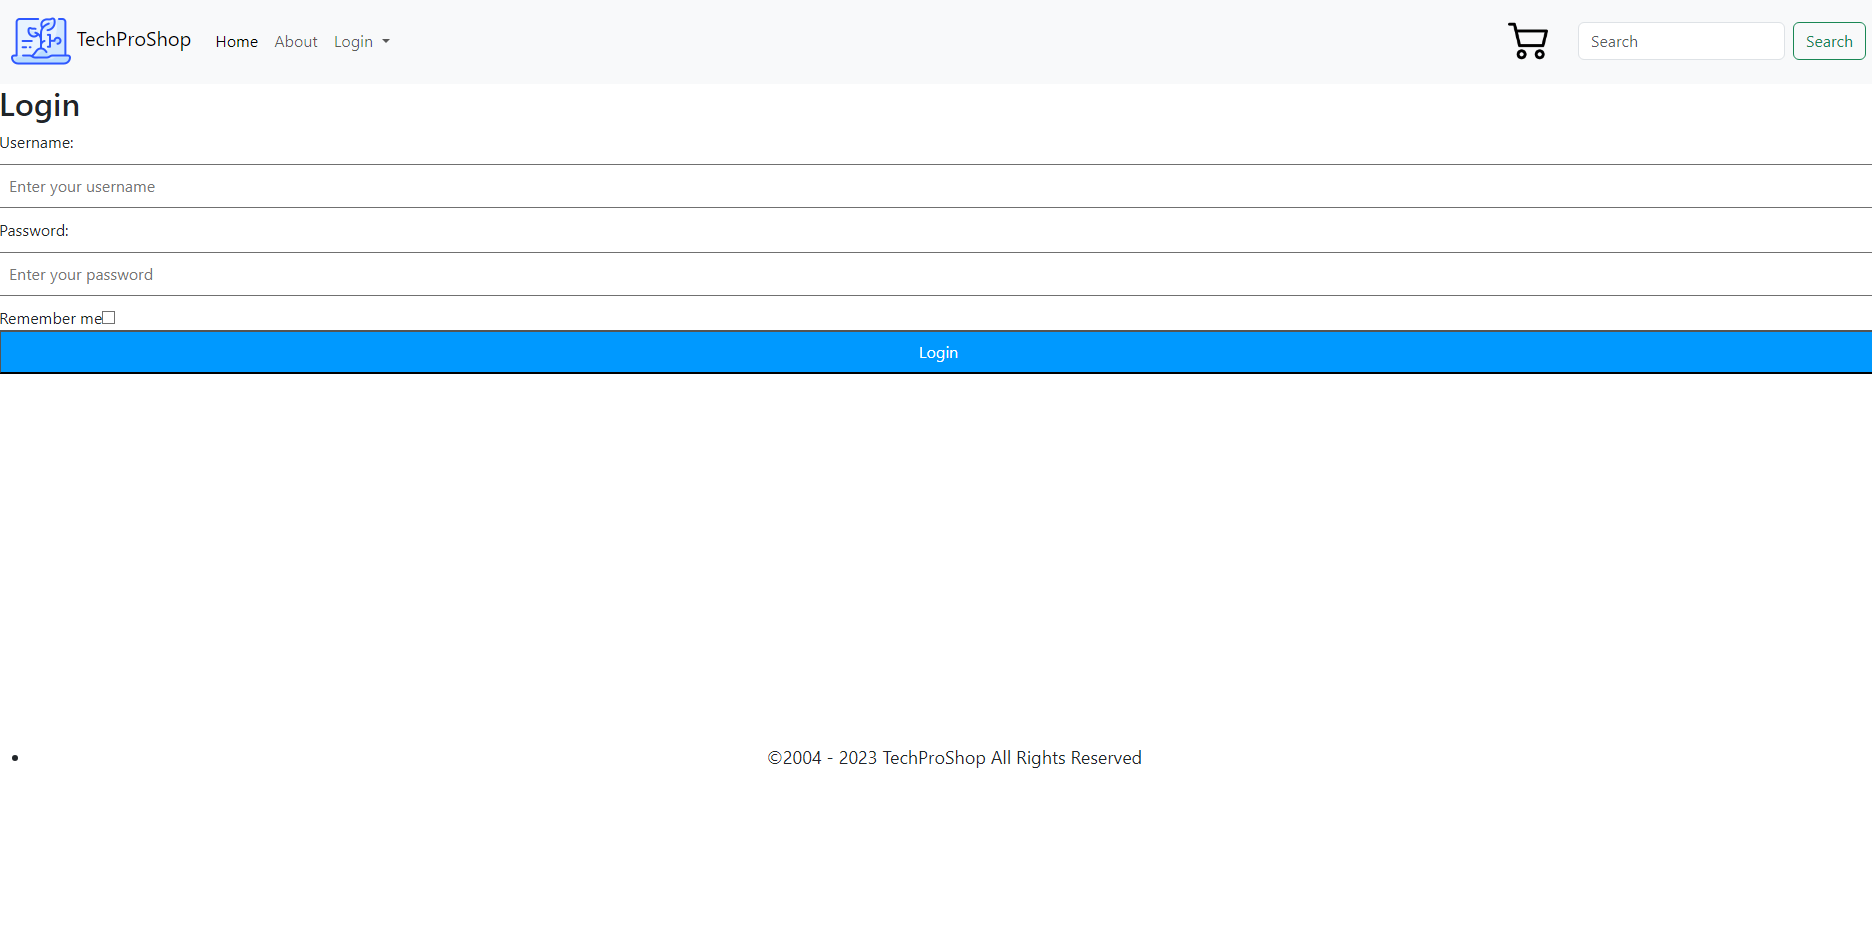 TechProShop Home About Login Search Search
Login
Username:
Enter your username
Password:
Enter your password
Remember me
Login
©2004 - 2023 TechProShop All Rights Reserved